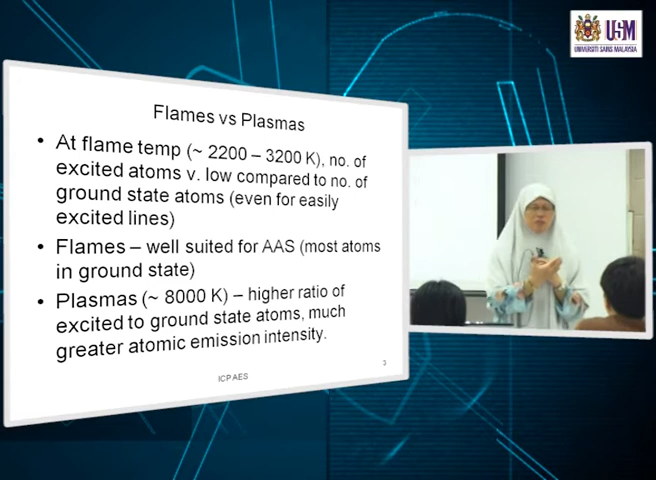 USM
UNIVERSITI SAINS MALAYSIA
Flames vs Plasmas
• At flame temp (~ 2200 – 3200 K), no. of
excited atoms v. low compared to no. of
ground state atoms (even for easily
excited lines)
• Flames – well suited for AAS (most atoms
in ground state)
• Plasmas (~ 8000 K) – higher ratio of
excited to ground state atoms, much
greater atomic emission intensity.
ICPAES
3